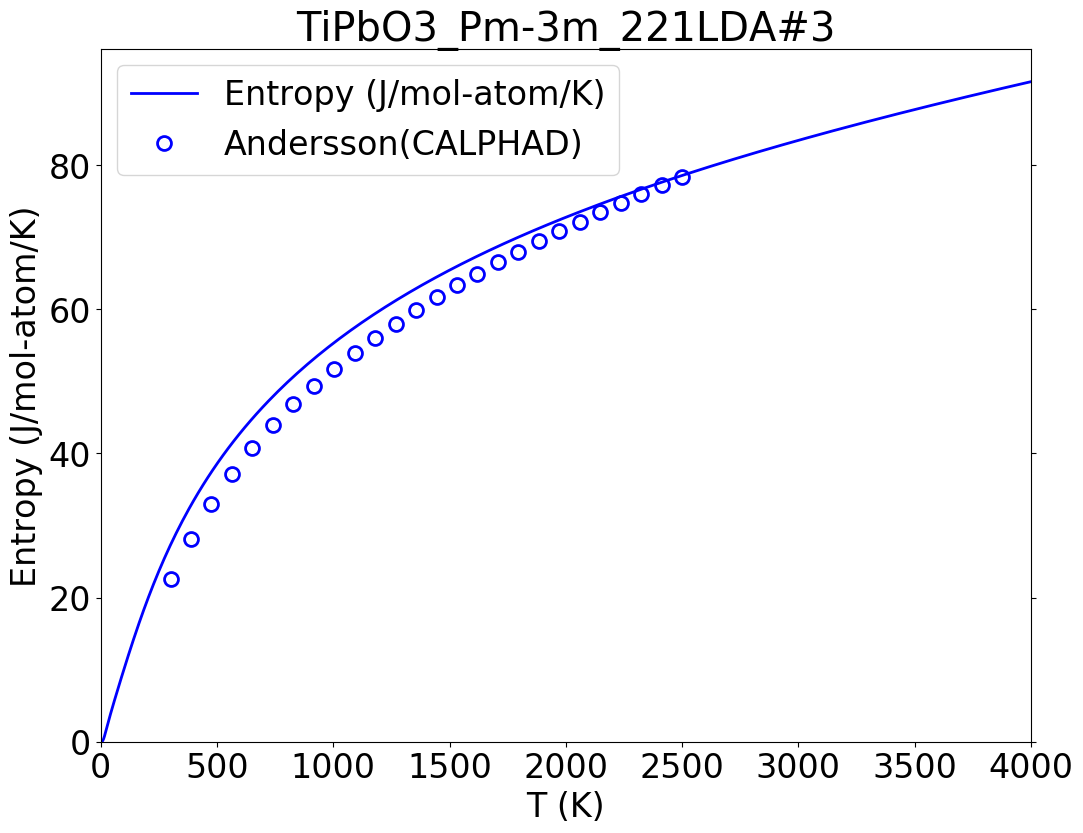 TiPbO3_Pm-3m_221LDA#3
Entropy (J/mol-atom/K)
Andersson(CALPHAD)
Entropy (J/mol-atom/K)
80
60
40
20
0
0 500 1000 1500 2000 2500 3000 3500 4000
T (K)